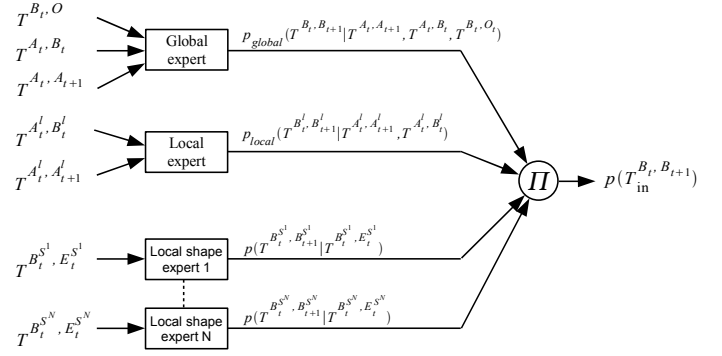 T^{B_t, O}
T^{A_t, B_t}
T^{A_t, A_{t+1}}
Global expert
p_{global}(T^{B_t, B_{t+1}}|T^{A_t, A_{t+1}}, T^{A_t, B_t}, T^{B_t, O_t})
T^{A_t^l, B_t^l}
T^{A_t^l, A_{t+1}^l}
Local expert
p_{local}(T^{B_t^l, B_{t+1}^l}|T^{A_t^l, A_{t+1}^l}, T^{A_t^l, B_t^l})
Π
p(T_{in}^{B_t, B_{t+1}})
T^{B_t^{S^1}, E_t^{S^1}}
Local shape expert 1
p(T^{B_t^{S^1}, B_{t+1}^{S^1}}|T^{B_t^{S^1}, E_t^{S^1}})
T^{B_t^{S^N}, E_t^{S^N}}
Local shape expert N
p(T^{B_t^{S^N}, B_{t+1}^{S^N}}|T^{B_t^{S^N}, E_t^{S^N}})